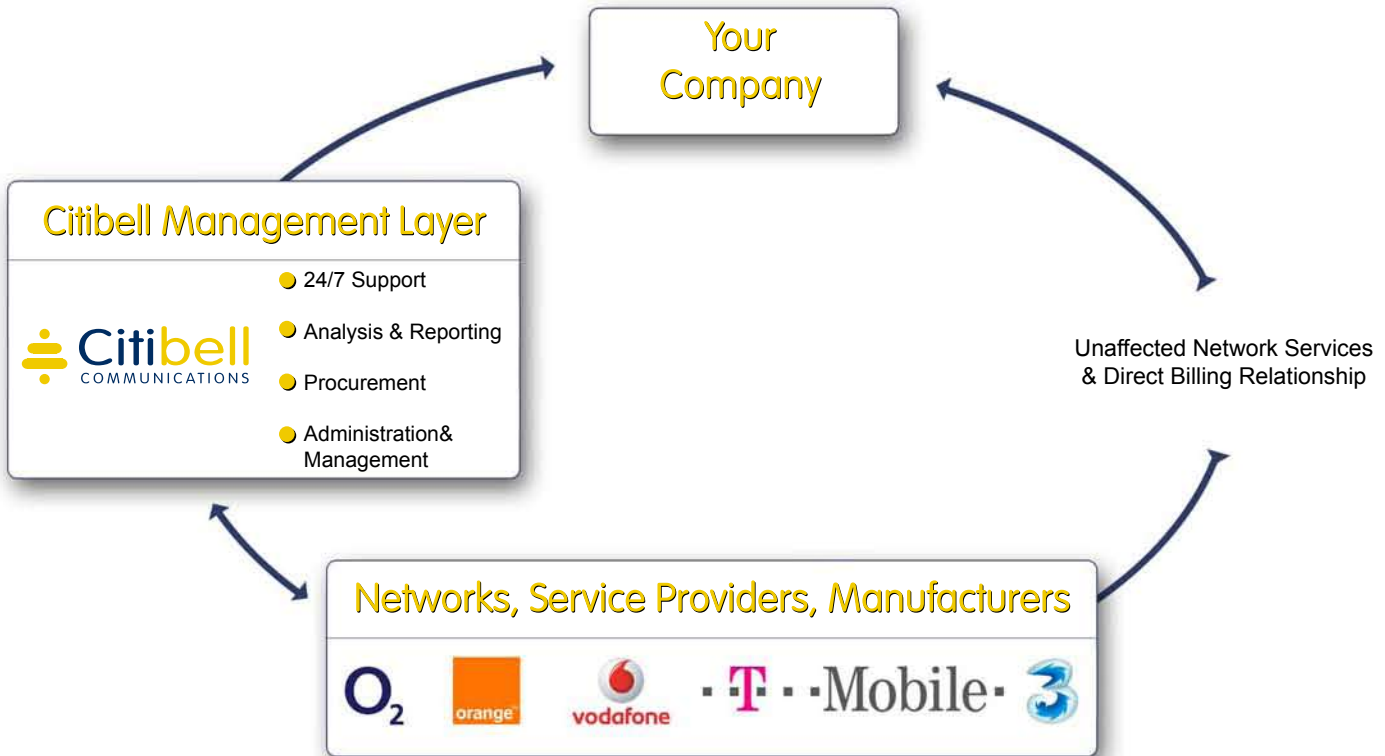 Your
Company
Citibell Management Layer
Citibell
COMMUNICATIONS
24/7 Support
Analysis & Reporting
Procurement
Administration&
Management
Unaffected Network Services
& Direct Billing Relationship
Networks, Service Providers, Manufacturers
O2
orange™
vodafone
T··Mobile·
3